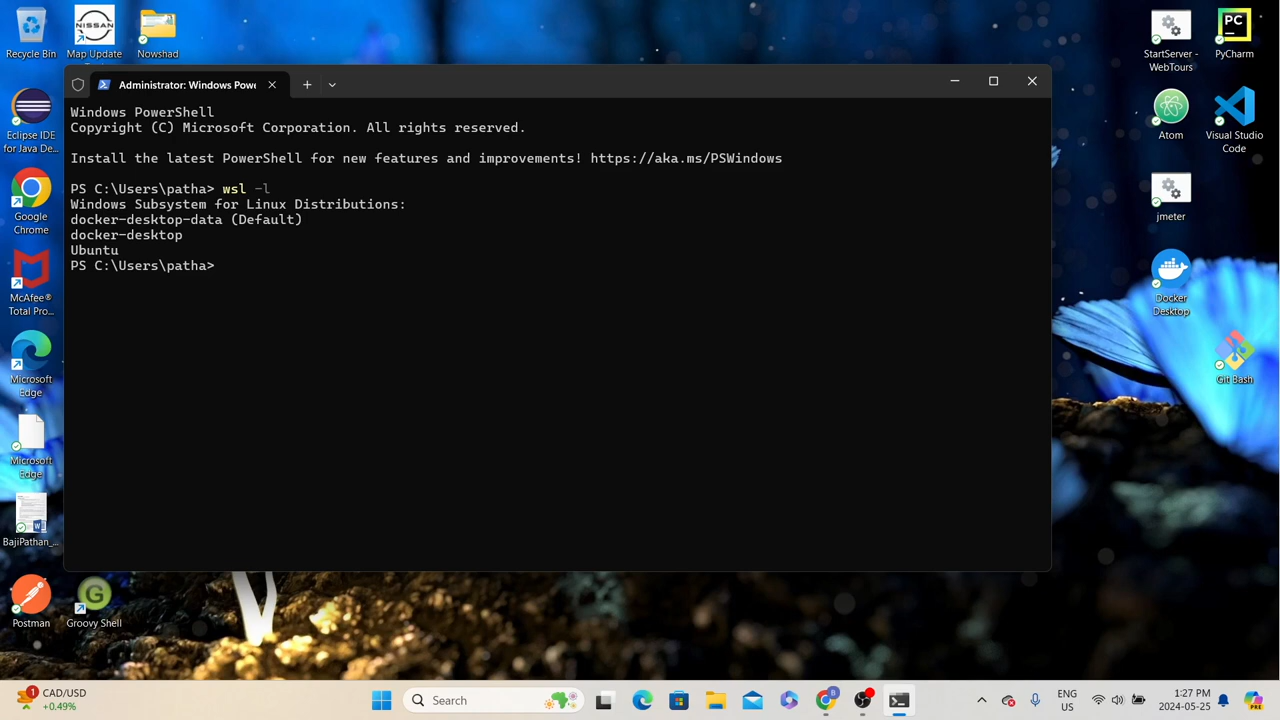 Recycle Bin
NISSAN
Map Update
Nowshad
StartServer -
WebTours
PC
PyCharm
Administrator: Windows Powe
Windows PowerShell
Copyright (C) Microsoft Corporation. All rights reserved.
Install the latest PowerShell for new features and improvements! https://aka.ms/PSWindows
PS C:\Users\patha> wsl -l
Windows Subsystem for Linux Distributions:
docker-desktop-data (Default)
docker-desktop
Ubuntu
PS C:\Users\patha>
Eclipse IDE
for Java De...
Google
Chrome
McAfee®
Total Pro...
Microsoft
Edge
Microsoft
Edge
BajiPathan_...
Postman
G
Groovy Shell
Atom
Visual Studio
Code
jmeter
Docker
Desktop
Git Bash
1
CAD/USD
+0.49%
Search
B
ENG
US
1:27 PM
2024-05-25
PRE